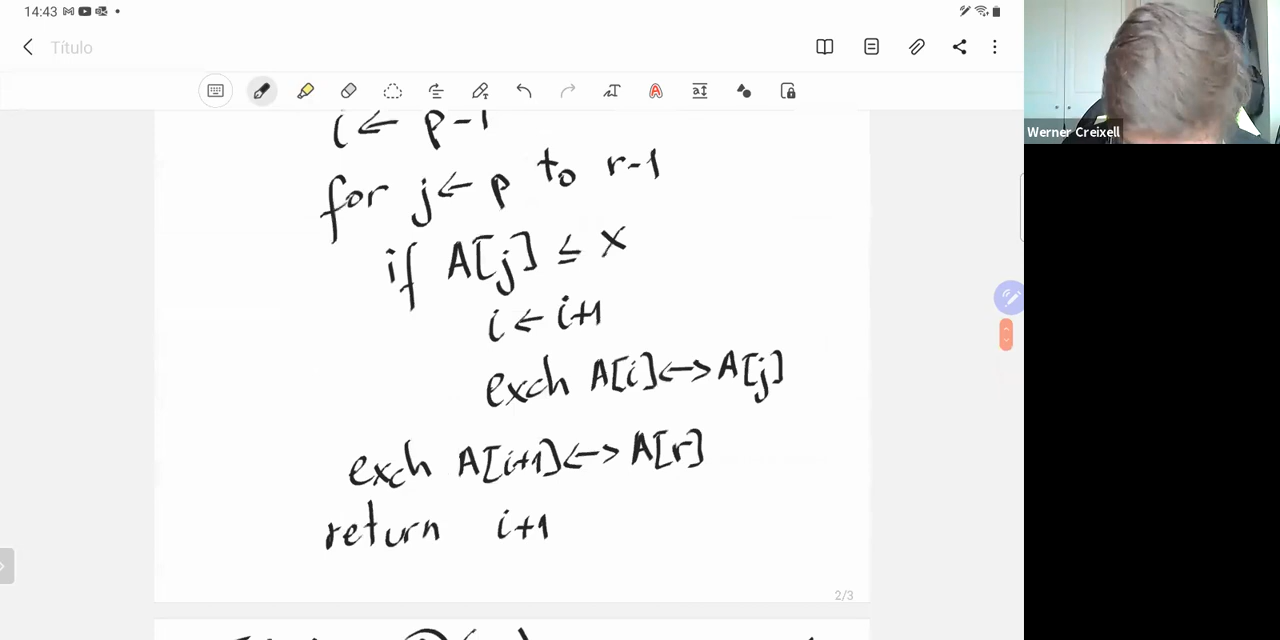 14:43
Título
Werner Creixell
i ← p-1
for j ← p to r-1
if A[j] ≤ x
i ← i+1
exch A[i] ↔ A[j]
exch A[i+1] ↔ A[r]
return i+1
2/3